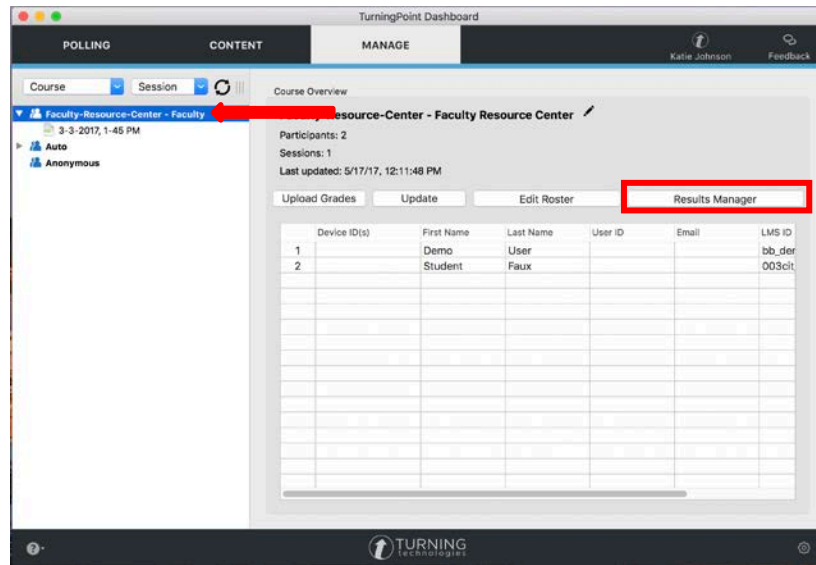 TurningPoint Dashboard
POLLING CONTENT MANAGE Katie Johnson Feedback
Course Session
Course Overview
Faculty-Resource-Center - Faculty
esource-Center - Faculty Resource Center
3-3-2017, 1-45 PM
Participants: 2
Auto
Sessions: 1
Anonymous
Last updated: 5/17/17, 12:11:48 PM
Upload Grades Update Edit Roster Results Manager
Device ID(s) First Name Last Name User ID Email LMS ID
1 Demo User bb_der
2 Student Faux 003cit
TURNING
technologies